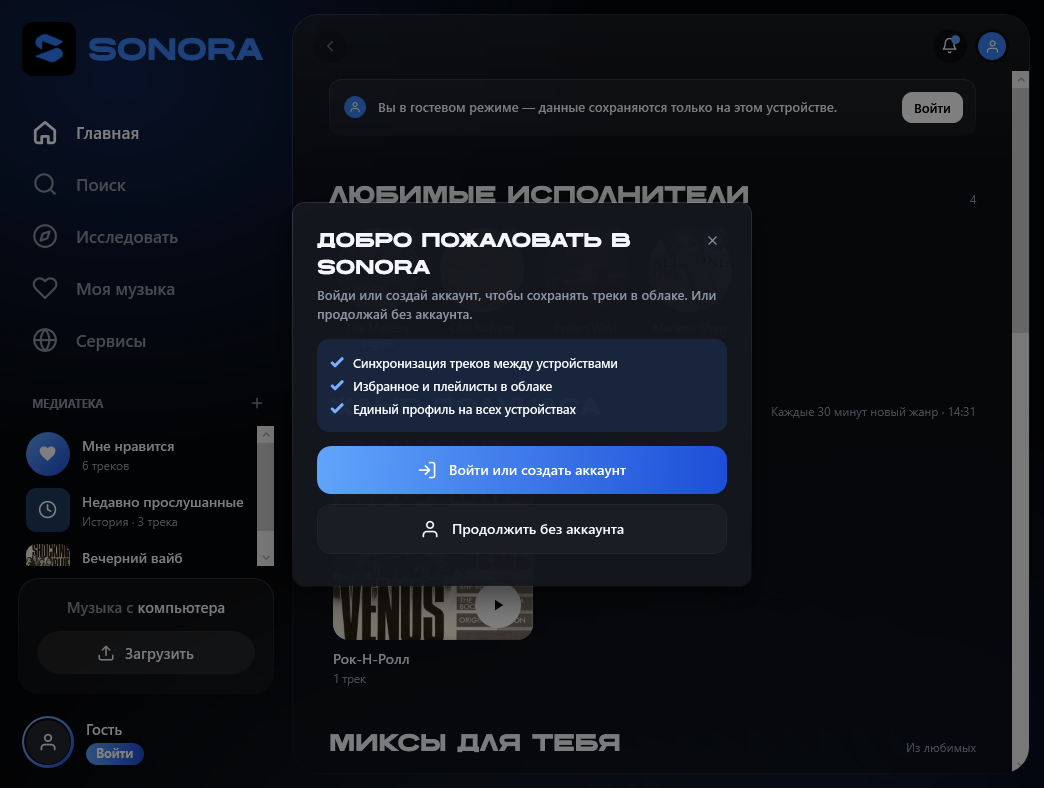 SONORA
Главная
Поиск
Исследовать
Моя музыка
Сервисы
МЕДИАТЕКА
Мне нравится
6 треков
Недавно прослушанные
История · 3 трека
Вечерний вайб
Музыка с компьютера
Загрузить
Гость
Войти
Вы в гостевом режиме — данные сохраняются только на этом устройстве.
Войти
ЛЮБИМЫЕ ИСПОЛНИТЕЛИ
4
ДОБРО ПОЖАЛОВАТЬ В
SONORA
Войди или создай аккаунт, чтобы сохранять треки в облаке. Или
продолжай без аккаунта.
Синхронизация треков между устройствами
Избранное и плейлисты в облаке
Единый профиль на всех устройствах
Войти или создать аккаунт
Продолжить без аккаунта
Каждые 30 минут новый жанр · 14:31
VENUS
Рок-Н-Ролл
1 трек
МИКСЫ ДЛЯ ТЕБЯ
Из любимых